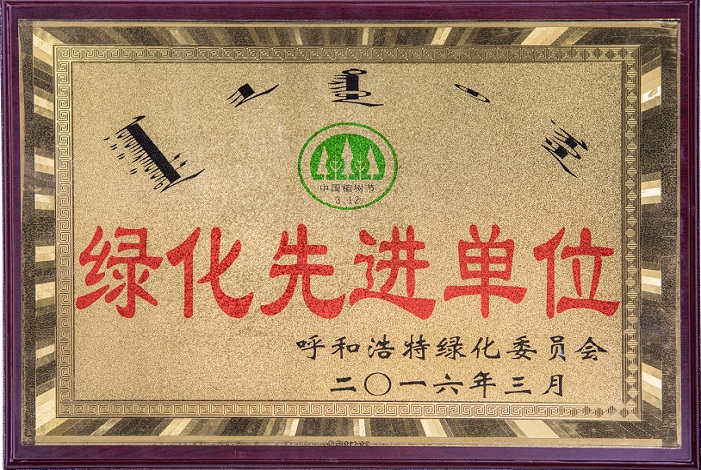 中国植树节
3.12
绿化先进单位
呼和浩特绿化委员会
二〇一六年三月